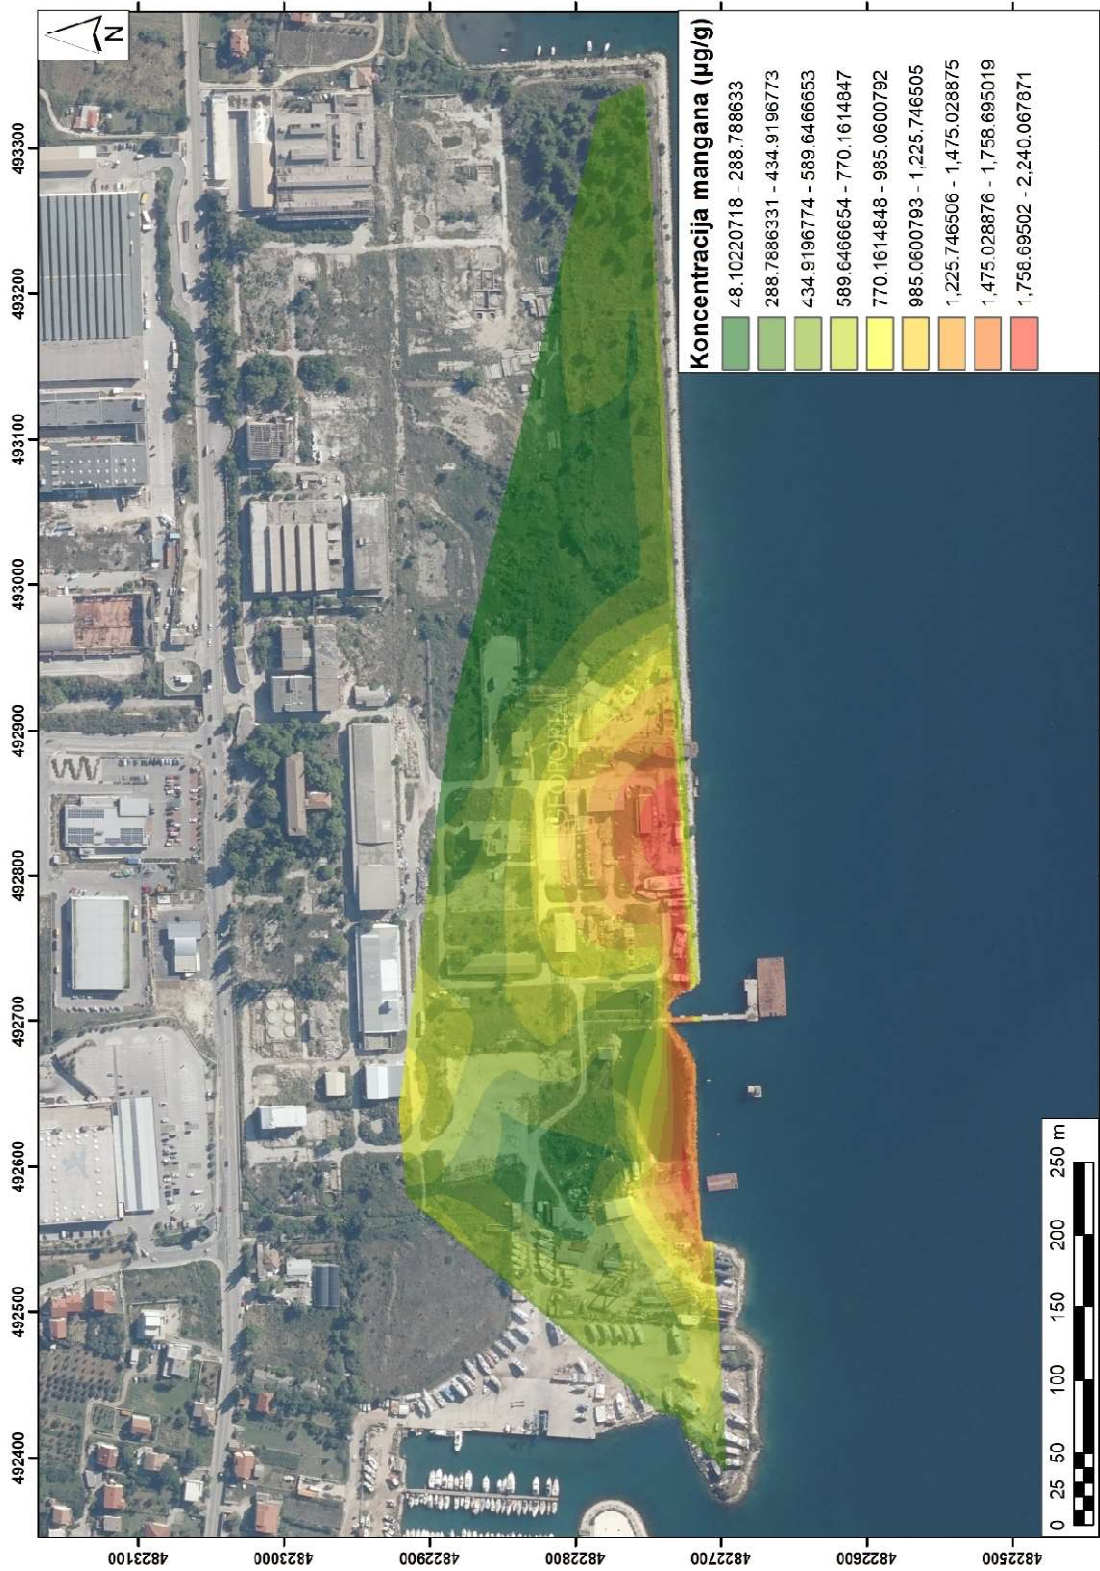 N
Koncentracija mangana (µg/g)
48.10220718 - 288.788633
288.7886331 - 434.9196773
434.9196774 - 589.6466653
589.6466654 - 770.1614847
770.1614848 - 985.0600792
985.0600793 - 1,225.746505
1,225.746506 - 1,475.028875
1,475.028876 - 1,758.695019
1,758.69502 - 2,240.067871
492400
492500
492600
492700
492800
492900
493000
493100
493200
493300
4823100
4823000
4822900
4822800
4822700
4822600
4822500
GEOPORTAL
0 25 50 100 150 200 250 m